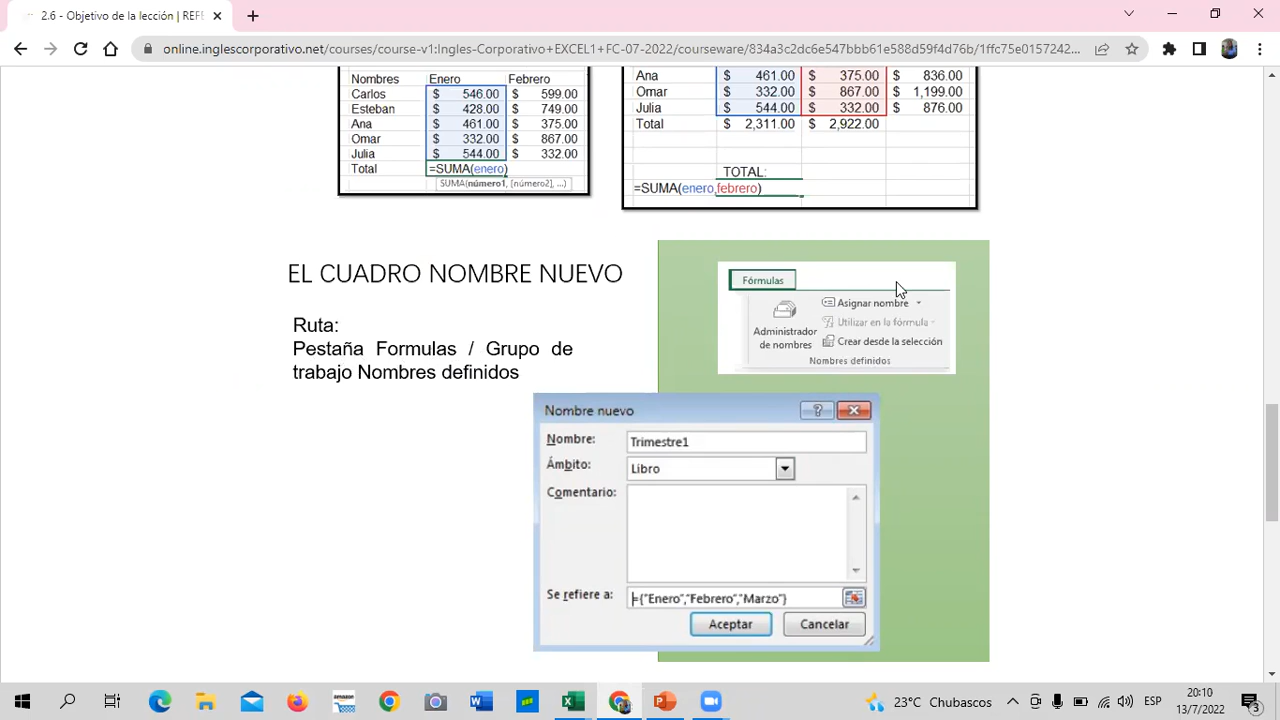 2.6 - Objetivo de la lección | REFE
online.inglescorporativo.net/courses/course-v1:Ingles-Corporativo+EXCEL1+FC-07-2022/courseware/834a3c20c6e547bbb61e588d59f4d76b/1ffc75e0157242...
Nombres Enero Febrero
Carlos $ 546.00 $ 599.00
Esteban $ 428.00 $ 749.00
Ana $ 461.00 $ 375.00
Omar $ 332.00 $ 867.00
Julia $ 544.00 $ 332.00
Total =SUMA(enero)
SUMA(número1, [número2], ...)
Ana $ 461.00 $ 375.00 $ 836.00
Omar $ 332.00 $ 867.00 $ 1,199.00
Julia $ 544.00 $ 332.00 $ 876.00
Total $ 2,311.00 $ 2,922.00
TOTAL:
=SUMA(enero,febrero)
EL CUADRO NOMBRE NUEVO
Ruta:
Pestaña Formulas / Grupo de
trabajo Nombres definidos
Fórmulas
Administrador
de nombres
Asignar nombre
Utilizar en la fórmula
Crear desde la selección
Nombres definidos
Nombre nuevo
Nombre: Trimestre1
Ámbito: Libro
Comentario:
Se refiere a: ={"Enero","Febrero","Marzo"}
Aceptar Cancelar
amazon
23°C Chubascos
ESP
20:10
13/7/2022
3